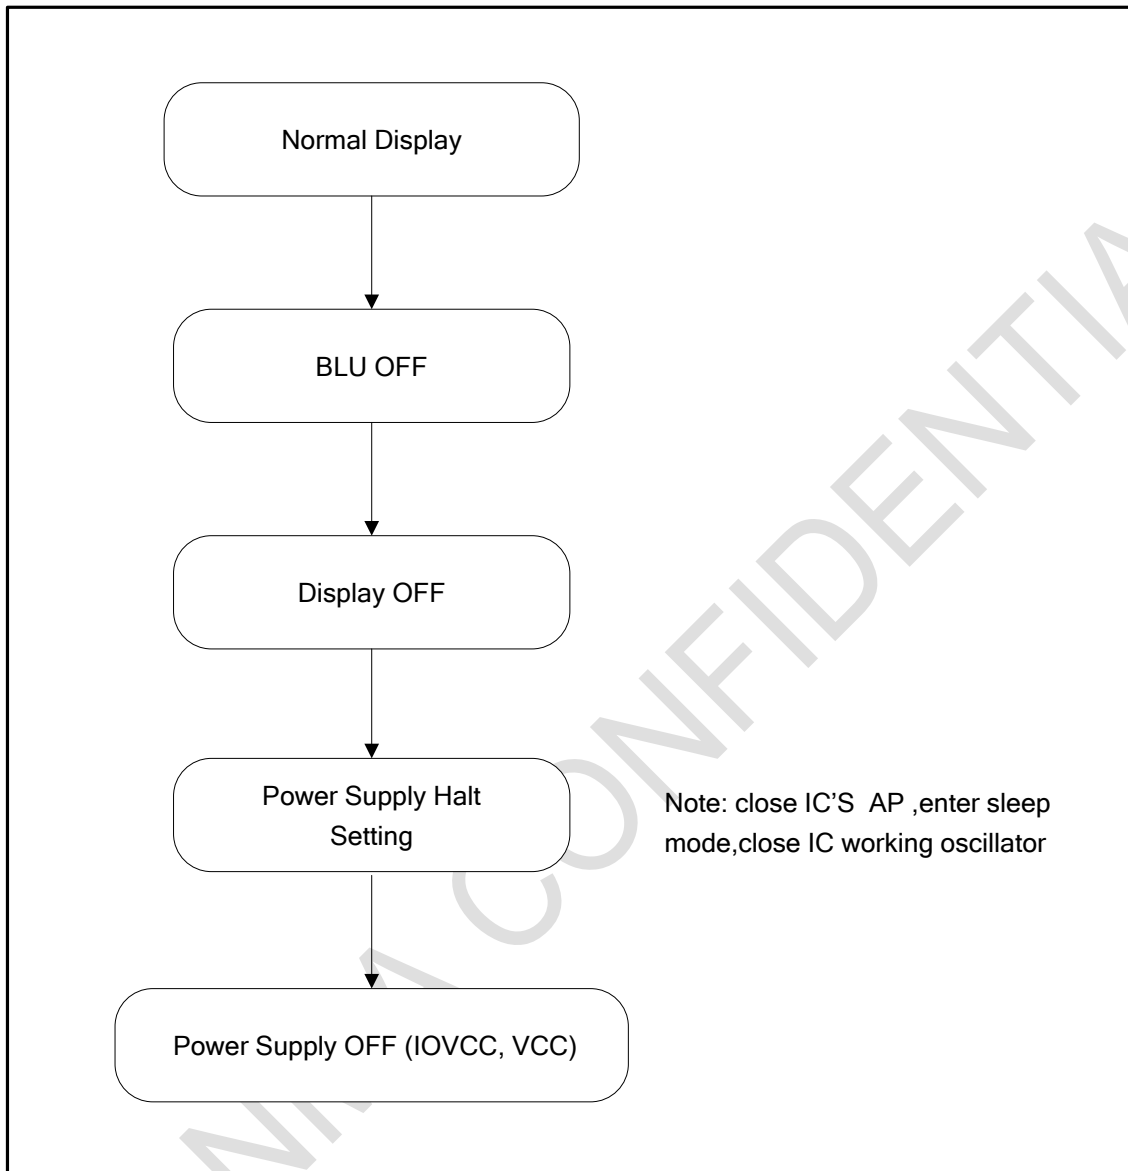 Normal Display
BLU OFF
Display OFF
Power Supply Halt
Setting
Note: close IC'S  AP ,enter sleep
mode,close IC working oscillator
Power Supply OFF (IOVCC, VCC)
CONFIDENTIA